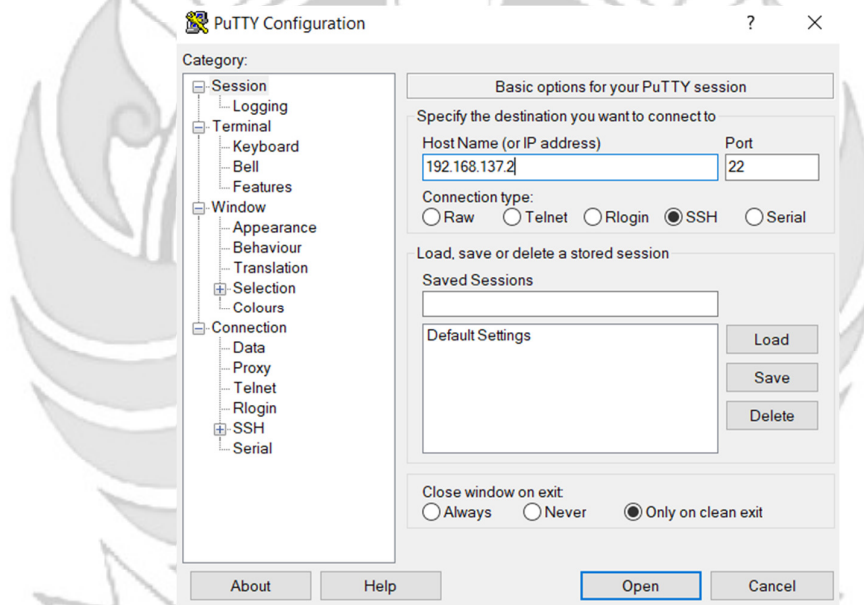 PuTTY Configuration
?
Category:
Session
Logging
Terminal
Keyboard
Bell
Features
Window
Appearance
Behaviour
Translation
Selection
Colours
Connection
Data
Proxy
Telnet
Rlogin
SSH
Serial
Basic options for your PuTTY session
Specify the destination you want to connect to
Host Name (or IP address) Port
192.168.137.2 22
Connection type:
Raw Telnet Rlogin SSH Serial
Load, save or delete a stored session
Saved Sessions
Default Settings
Load
Save
Delete
Close window on exit:
Always Never Only on clean exit
About Help Open Cancel